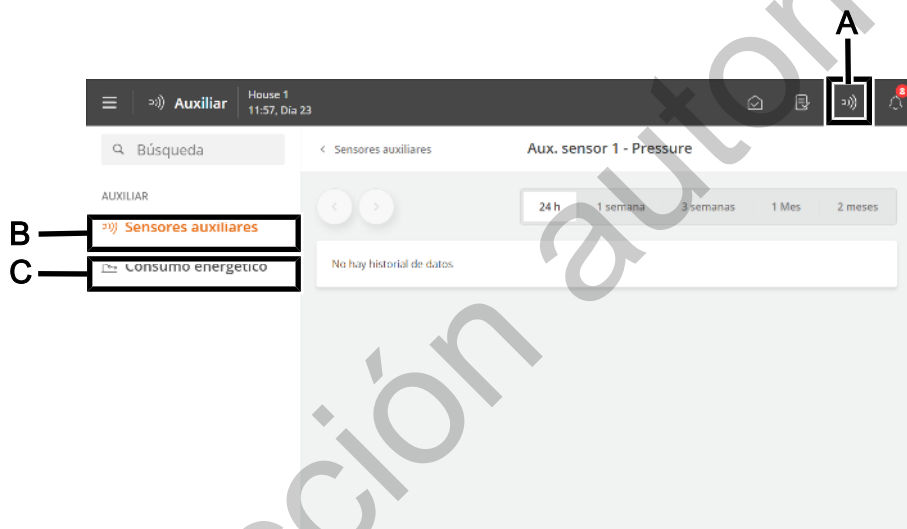 A
House 1
Auxiliar
11:57, Día 23
8
Búsqueda
Sensores auxiliares
Aux. sensor 1 - Pressure
AUXILIAR
24 h
1 semana
3 semanas
1 Mes
2 meses
B
Sensores auxiliares
C
Consumo energético
No hay historial de datos